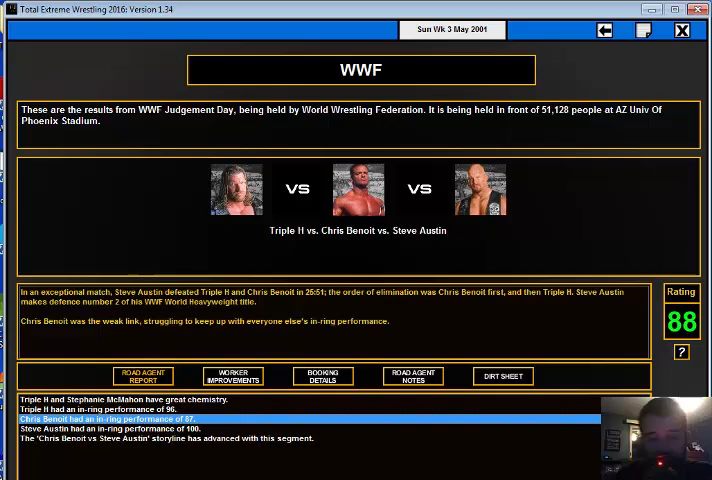 Total Extreme Wrestling 2016: Version 1.34
Sun Wk 3 May 2001
WWF
These are the results from WWF Judgement Day, being held by World Wrestling Federation. It is being held in front of 51,128 people at AZ Univ Of
Phoenix Stadium.
VS VS
Triple H vs. Chris Benoit vs. Steve Austin
In an exceptional match, Steve Austin defeated Triple H and Chris Benoit in 25:51; the order of elimination was Chris Benoit first, and then Triple H. Steve Austin
makes defence number 2 of his WWF World Heavyweight title.
Chris Benoit was the weak link, struggling to keep up with everyone else's in-ring performance.
Rating
88
?
ROAD AGENT
REPORT
WORKER
IMPROVEMENTS
BOOKING
DETAILS
ROAD AGENT
NOTES
DIRT SHEET
Triple H and Stephanie McMahon have great chemistry.
Triple H had an in-ring performance of 96.
Chris Benoit had an in-ring performance of 87.
Steve Austin had an in-ring performance of 100.
The 'Chris Benoit vs Steve Austin' storyline has advanced with this segment.